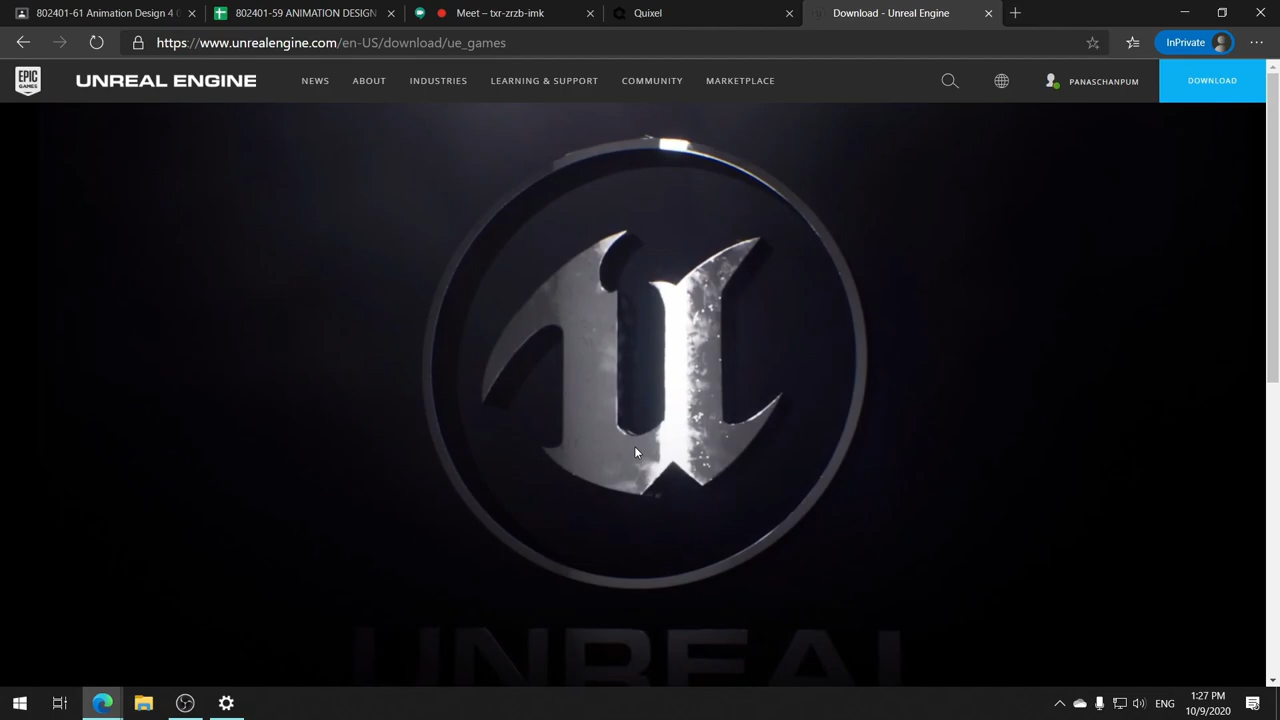 802401-61 Animation Design 4 (
802401-59 ANIMATION DESIGN
Meet – txr-zrzb-imk
Quixel
Download - Unreal Engine
https://www.unrealengine.com/en-US/download/ue_games
InPrivate
EPIC GAMES
UNREAL ENGINE
NEWS
ABOUT
INDUSTRIES
LEARNING & SUPPORT
COMMUNITY
MARKETPLACE
PANASCHANPUM
DOWNLOAD
UNREAL
ENG
1:27 PM
10/9/2020